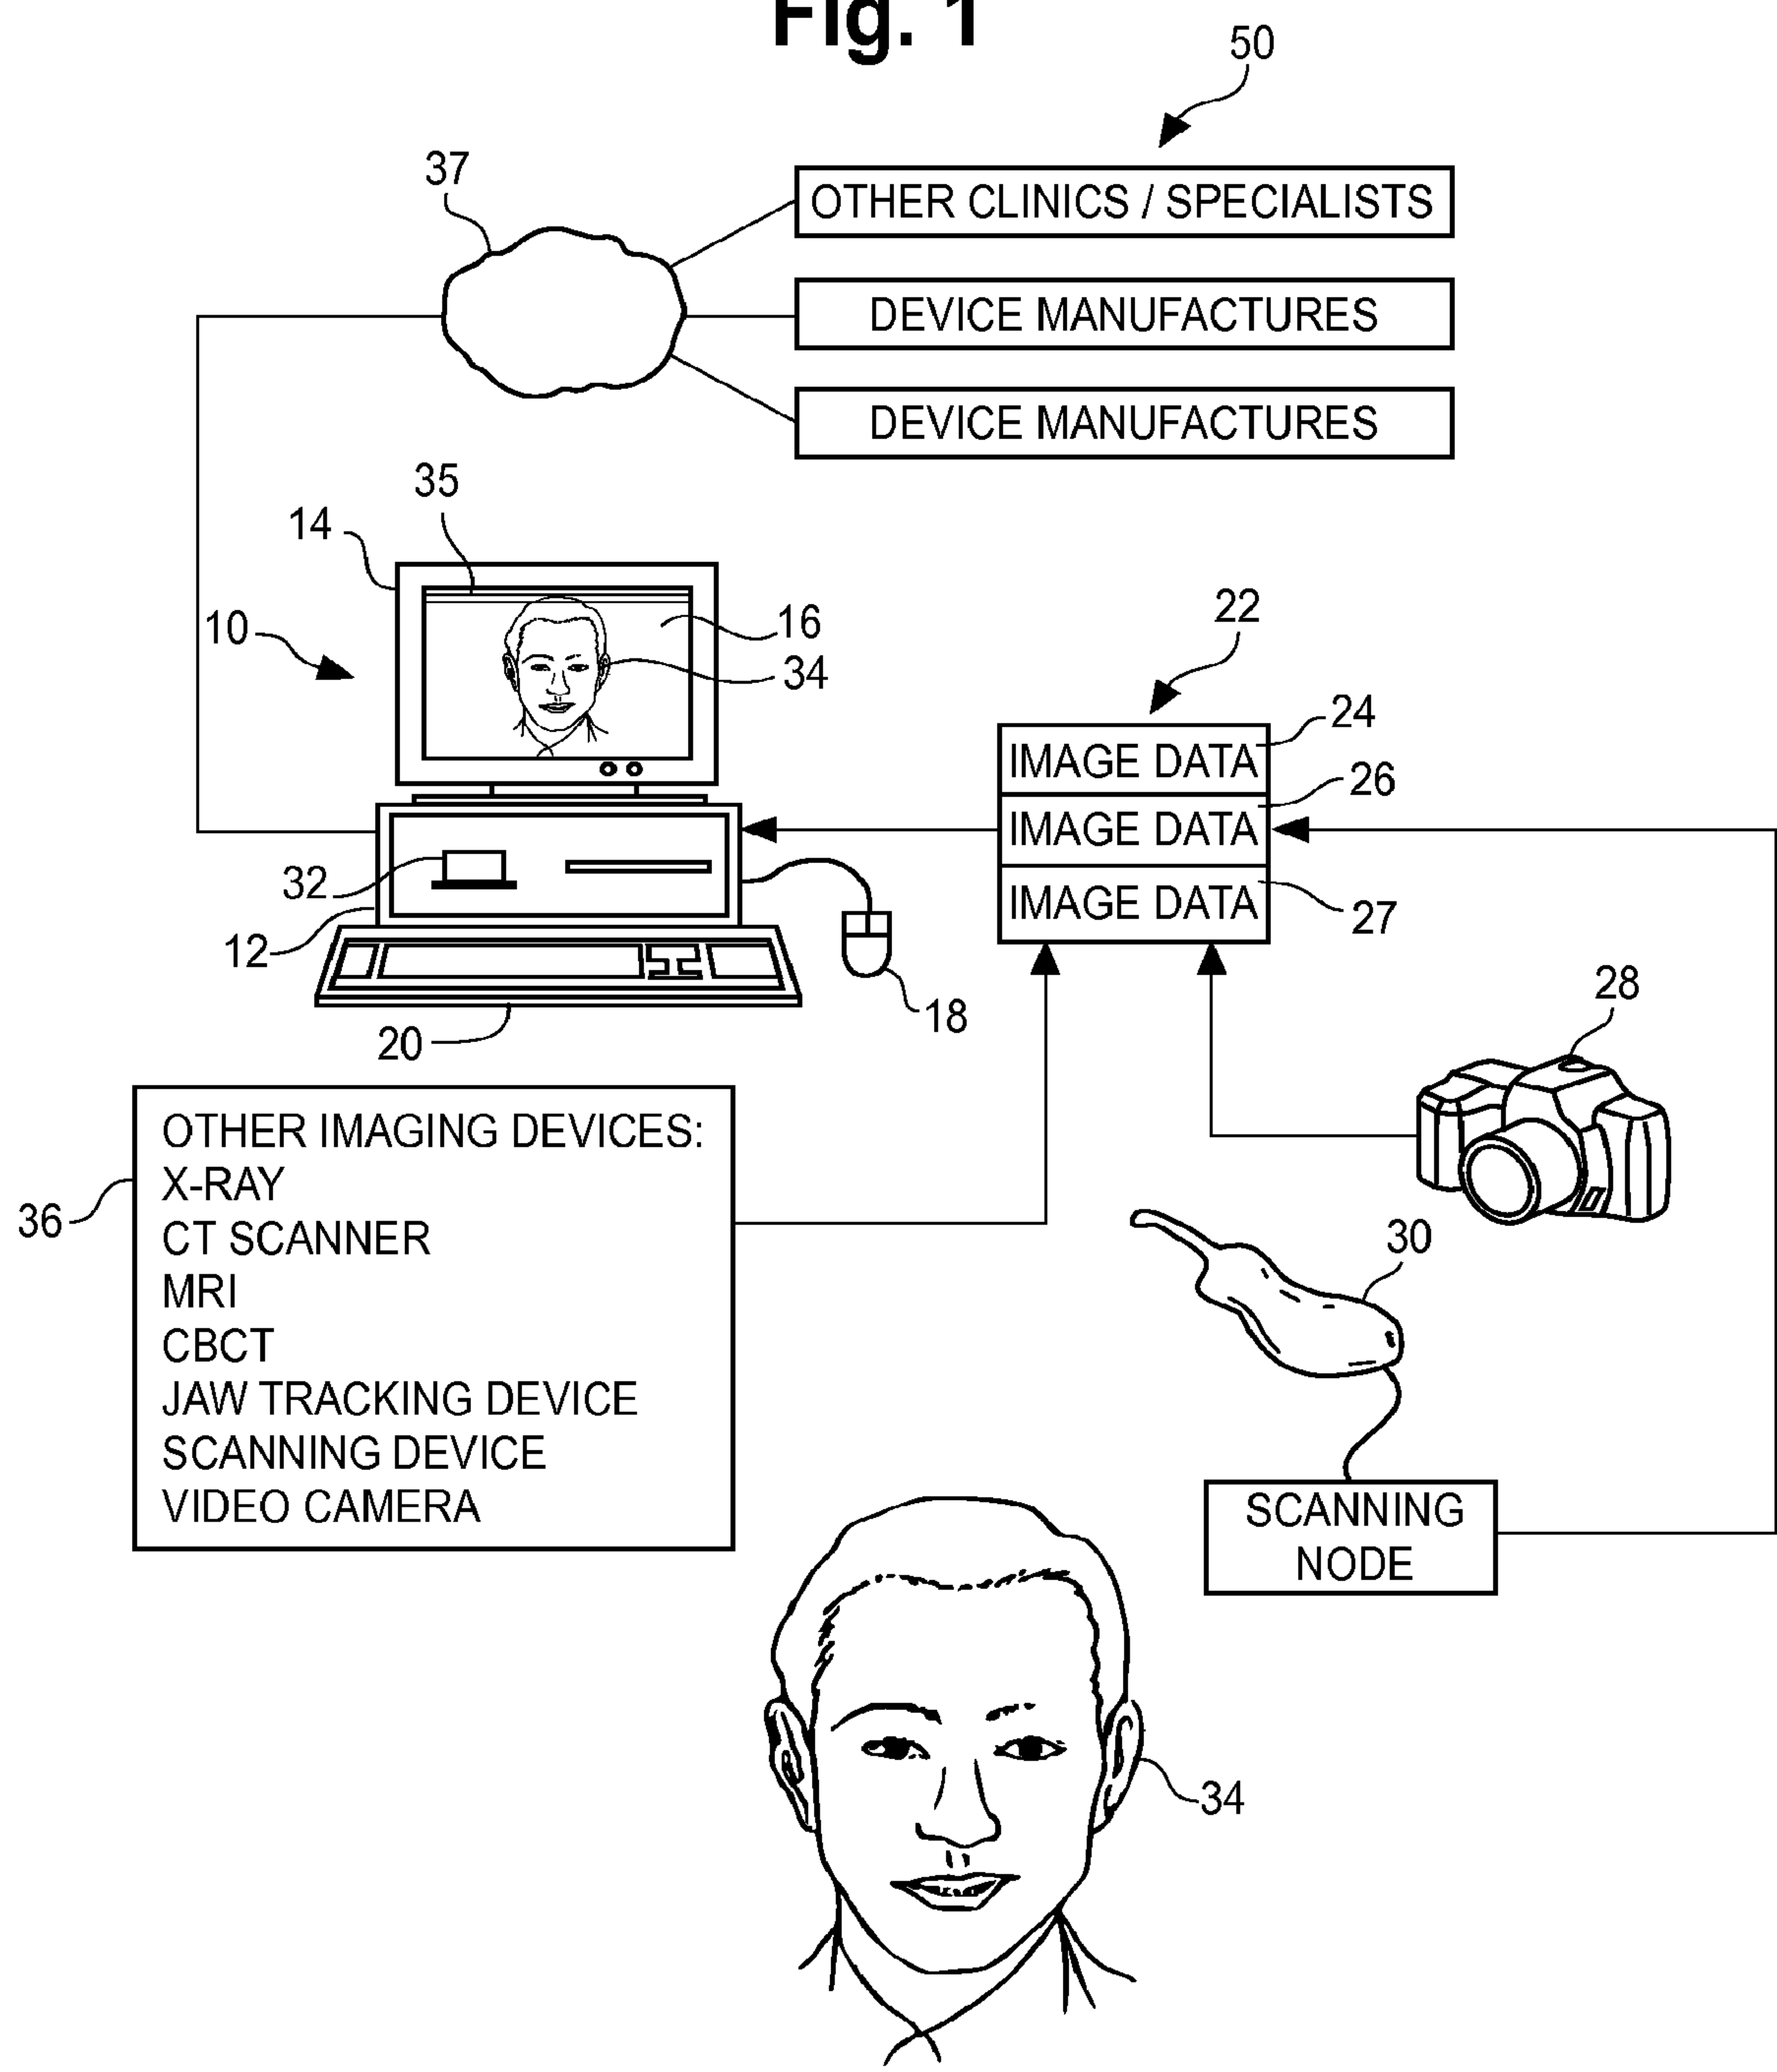 Fig. 1
50
37
OTHER CLINICS / SPECIALISTS
DEVICE MANUFACTURES
DEVICE MANUFACTURES
35
14
10
16
34
22
24
IMAGE DATA
26
IMAGE DATA
IMAGE DATA
27
32
12
18
20
28
36
OTHER IMAGING DEVICES:
X-RAY
CT SCANNER
MRI
CBCT
JAW TRACKING DEVICE
SCANNING DEVICE
VIDEO CAMERA
30
SCANNING
NODE
34